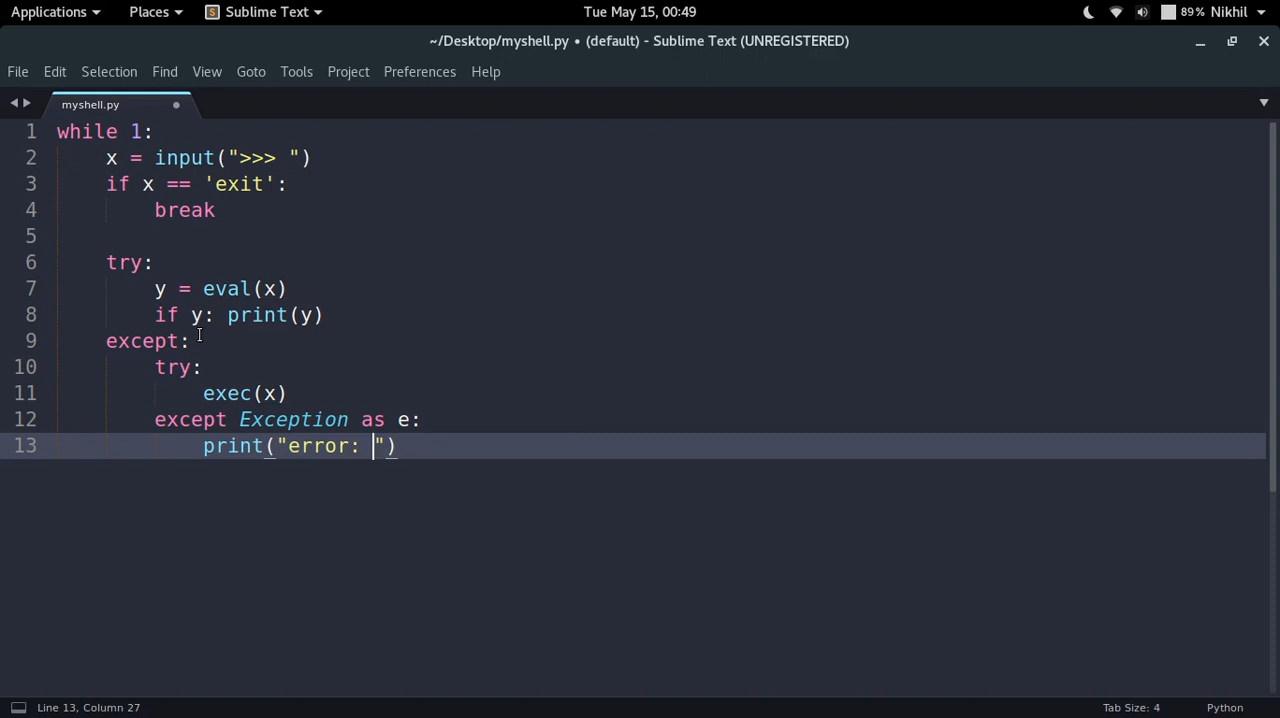 Applications Places Sublime Text Tue May 15, 00:49 89% Nikhil
~/Desktop/myshell.py • (default) - Sublime Text (UNREGISTERED)
File Edit Selection Find View Goto Tools Project Preferences Help
myshell.py
1 while 1:
2     x = input(">>> ")
3     if x == 'exit':
4         break
5
6     try:
7         y = eval(x)
8         if y: print(y)
9     except:
10         try:
11             exec(x)
12         except Exception as e:
13             print("error: ")
Line 13, Column 27 Tab Size: 4 Python